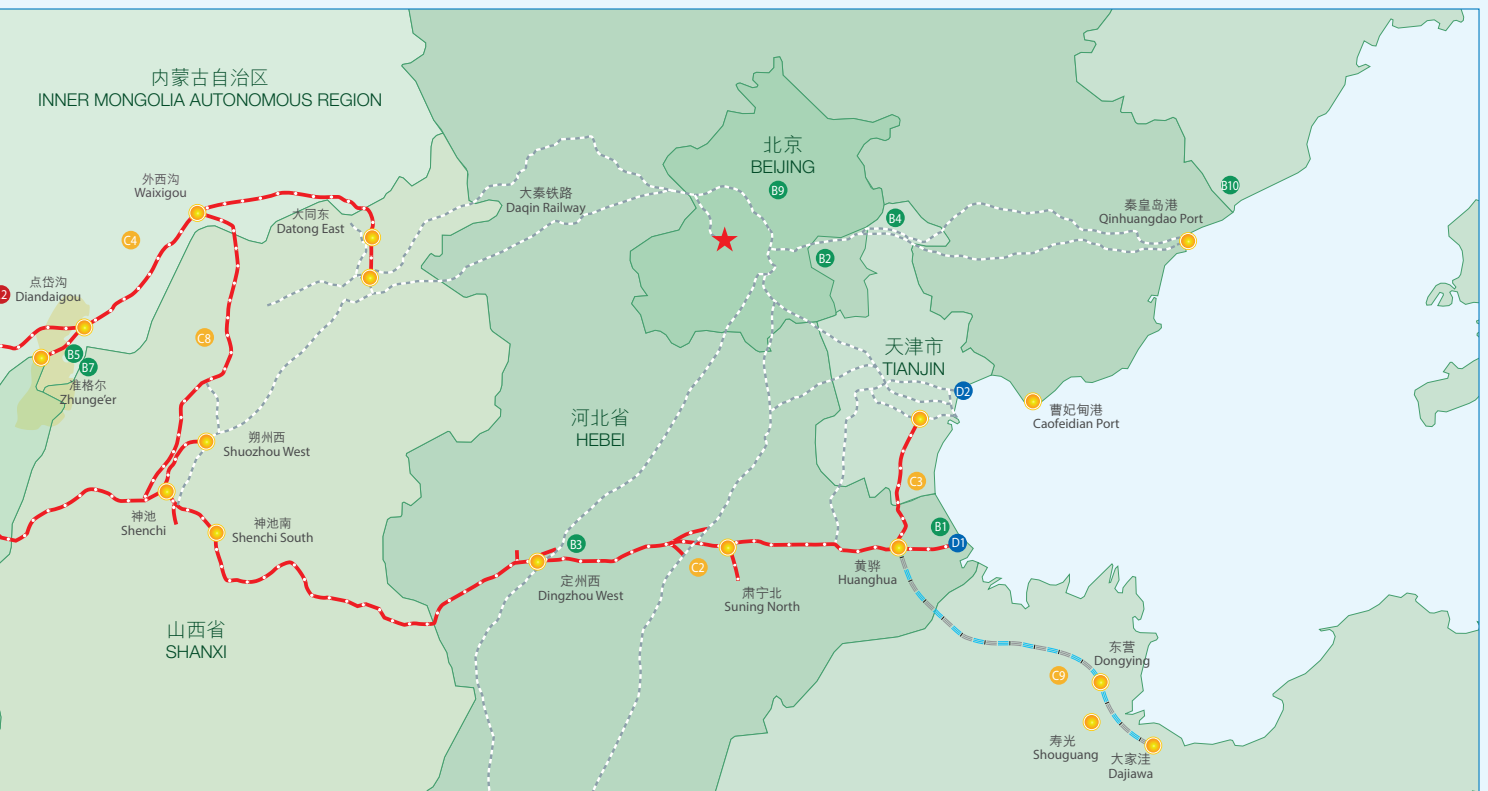 内蒙古自治区
INNER MONGOLIA AUTONOMOUS REGION
北京
BEIJING
B9
外西沟
Waixigou
大同东
Datong East
大秦铁路
Daqin Railway
B10
秦皇岛港
Qinhuangdao Port
B4
B2
C4
点岱沟
Diandaigou
2
C8
B5
B7
准格尔
Zhunge'er
天津市
TIANJIN
D2
曹妃甸港
Caofeidian Port
河北省
HEBEI
朔州西
Shuozhou West
C3
神池
Shenchi
神池南
Shenchi South
B1
D1
B3
定州西
Dingzhou West
C2
肃宁北
Suning North
黄骅
Huanghua
山西省
SHANXI
东营
Dongying
C9
寿光
Shouguang
大家洼
Dajiawa